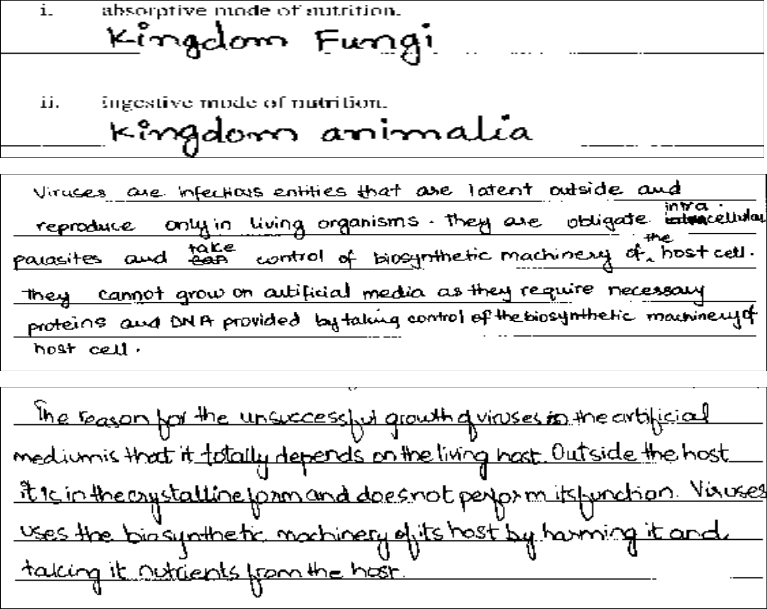 i. absorptive mode of nutrition.
Kingdom Fungi
ii. ingestive mode of nutrition.
Kingdom animalia
Viruses are infectious entities that are latent outside and
reproduce only in living organisms. They are obligate intra.cellular
parasites and take control of biosynthetic machinery of the host cell.
They cannot grow on artificial media as they require necessary
proteins and DNA provided by taking control of the biosynthetic machinery of
host cell.
The reason for the unsuccessful growth of viruses in the artificial
medium is that it totally depends on the living host. Outside the host
it is in the crystalline form and does not perform its function. Viruses
uses the biosynthetic machinery of its host by harming it and
taking it nutrients from the host.